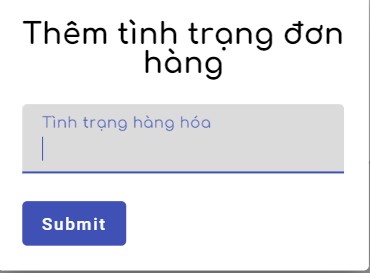 Thêm tình trạng đơn
hàng
Tình trạng hàng hóa
Submit